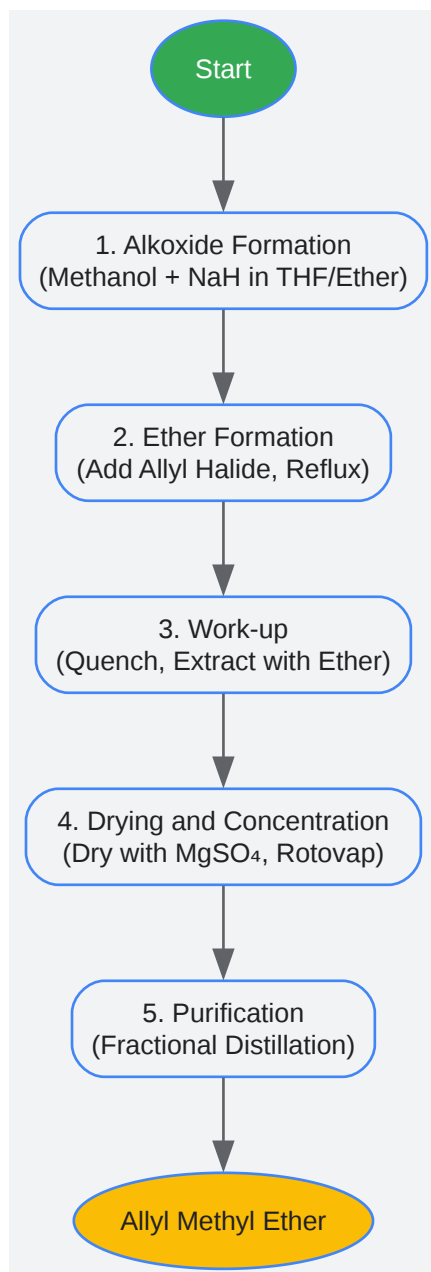 Start
1. Alkoxide Formation
(Methanol + NaH in THF/Ether)
2. Ether Formation
(Add Allyl Halide, Reflux)
3. Work-up
(Quench, Extract with Ether)
4. Drying and Concentration
(Dry with MgSO₄, Rotovap)
5. Purification
(Fractional Distillation)
Allyl Methyl Ether